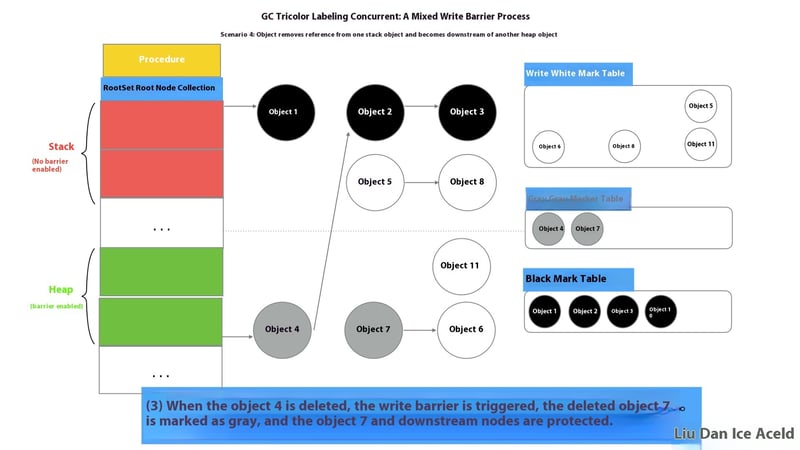 GC Tricolor Labeling Concurrent: A Mixed Write Barrier Process
Scenario 4: Object removes reference from one stack object and becomes downstream of another heap object
Procedure
RootSet Root Node Collection
Stack
(No barrier
enabled)
...
Heap
(barrier enabled)
...
Object 1
Object 2
Object 3
Object 5
Object 8
Object 11
Object 4
Object 7
Object 6
Write White Mark Table
Object 5
Object 6
Object 8
Object 11
Gray Gray Marker Table
Object 4
Object 7
Black Mark Table
Object 1
Object 2
Object 3
Object 1
0
(3) When the object 4 is deleted, the write barrier is triggered, the deleted object 7
is marked as gray, and the object 7 and downstream nodes are protected.
Liu Dan Ice Aceld